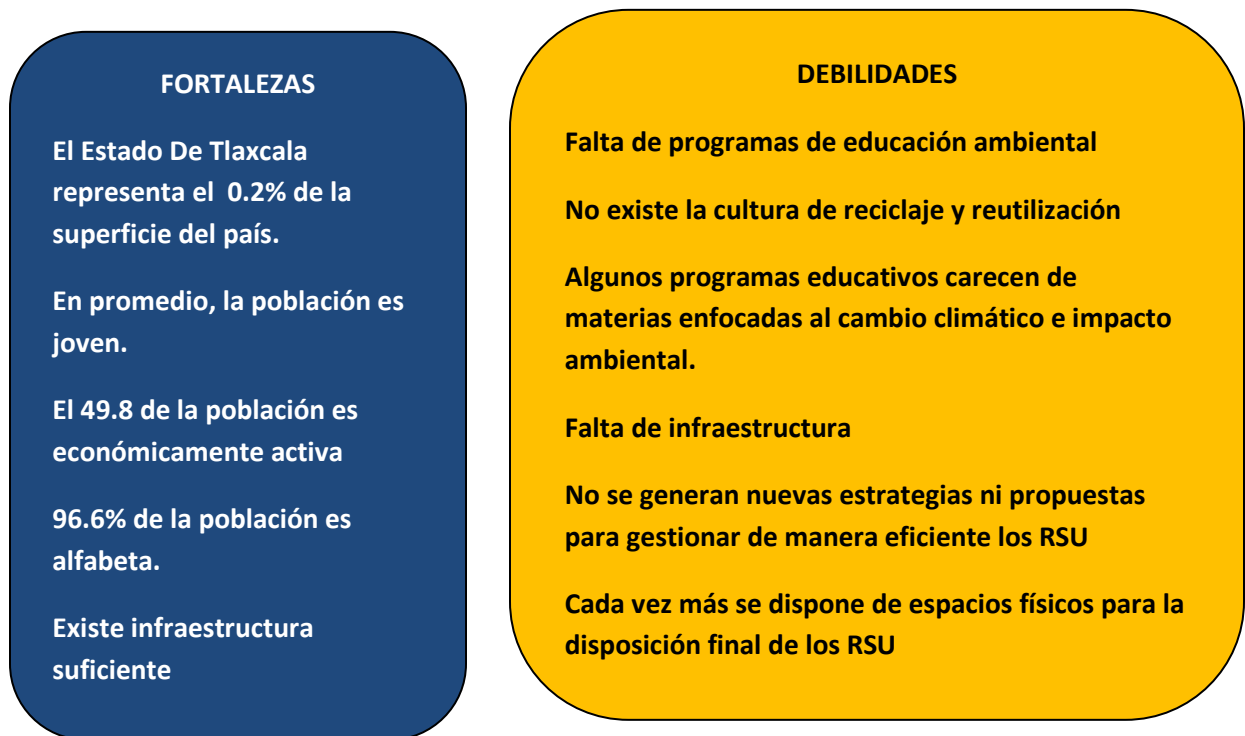 FORTALEZAS
El Estado De Tlaxcala
representa el 0.2% de la
superficie del país.
En promedio, la población es
joven.
El 49.8 de la población es
económicamente activa
96.6% de la población es
alfabeta.
Existe infraestructura
suficiente
DEBILIDADES
Falta de programas de educación ambiental
No existe la cultura de reciclaje y reutilización
Algunos programas educativos carecen de
materias enfocadas al cambio climático e impacto
ambiental.
Falta de infraestructura
No se generan nuevas estrategias ni propuestas
para gestionar de manera eficiente los RSU
Cada vez más se dispone de espacios físicos para la
disposición final de los RSU